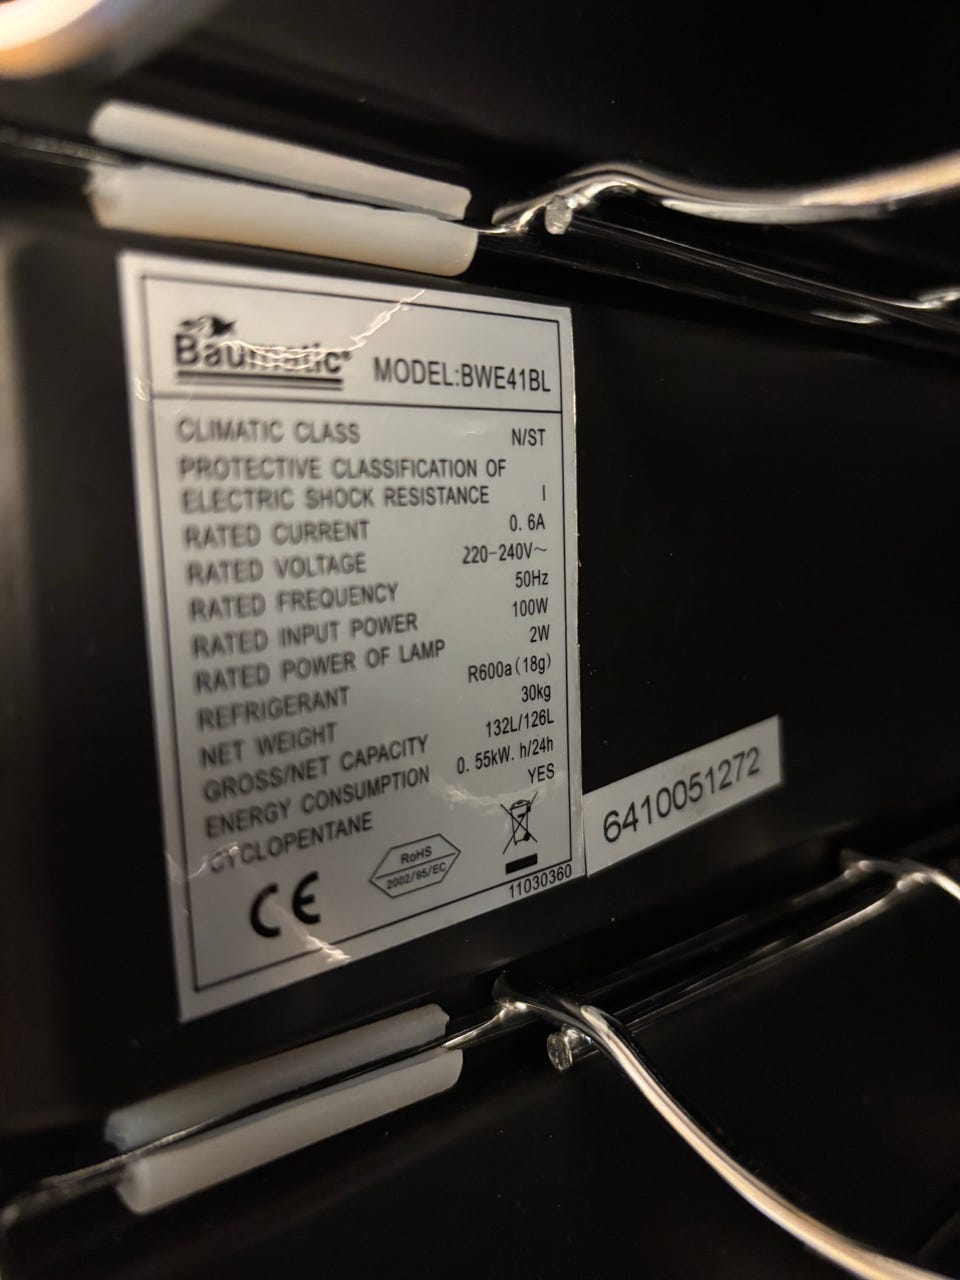 Baumatic® MODEL:BWE41BL
CLIMATIC CLASS N/ST
PROTECTIVE CLASSIFICATION OF
ELECTRIC SHOCK RESISTANCE I
RATED CURRENT 0. 6A
RATED VOLTAGE 220-240V~
RATED FREQUENCY 50Hz
RATED INPUT POWER 100W
RATED POWER OF LAMP 2W
REFRIGERANT R600a(18g)
NET WEIGHT 30kg
GROSS/NET CAPACITY 132L/126L
ENERGY CONSUMPTION 0. 55kW. h/24h
CYCLOPENTANE YES
CE
RoHS
2002/95/EC
11030360
6410051272